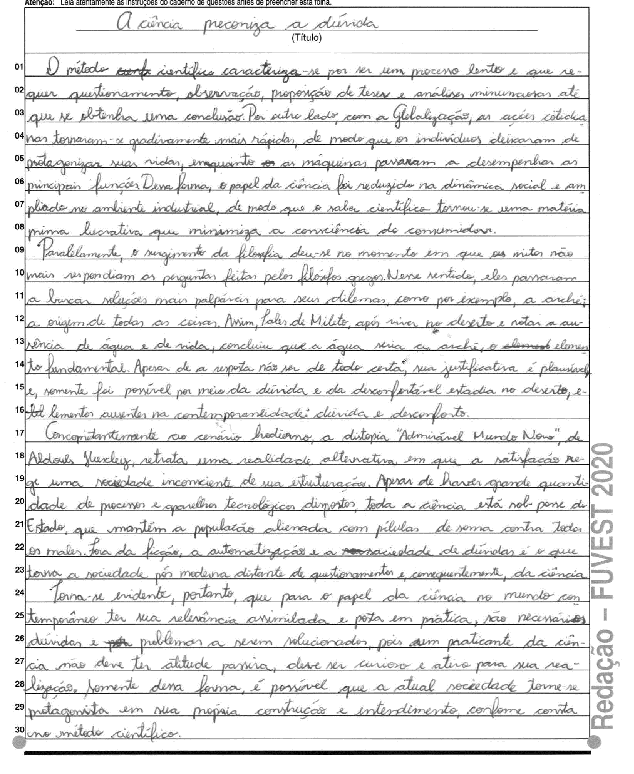 Atenção: Leia atentamente as instruções do caderno de questões antes de preencher esta folha.
A ciência preconiza a dúvida
(Título)
01 O método científico caracteriza-se por ser um processo lento e que re-
02 quer questionamento, observação, proposição de teses e análises minunciosas até
03 que se obtenha uma conclusão. Por outro lado, com a Globalização, as ações cotidia
04 nas tornaram-se gradivamente mais rápidas, de modo que os indivíduos deixaram de
05 protagonizar suas vidas, enquanto as máquinas passaram a desempenhar as
06 principais funções. Dessa forma, o papel da ciência foi reduzido na dinâmica social e am
07 pliado no ambiente industrial, de modo que o saber científico tornou-se uma matéria
08 prima lucrativa que minimiza a consciência do consumidor.
09 Paralelamente, o surgimento da filosofia deu-se no momento em que os mitos não
10 mais respondiam as perguntas feitas pelos filósofos gregos. Nesse sentido, eles passaram
11 a buscar soluções mais palpáveis para seus dilemas, como por exemplo, a arché:
12 a origem de todas as coisas. Assim, Tales de Mileto, após viver no deserto e notar a au-
13 sência de água e de vida, concluiu que a água seria a arché, o elemen
14 to fundamental. Apesar de a resposta não ser de todo certa, sua justificativa é plausível
15 e, somente foi possível por meio da dúvida e da desconfortável estadia no deserto, e-
16 lementos ausentes na contemporaneidade: dúvida e desconforto.
17 Concomitantemente ao cenário hodierno, a distopia "Admirável Mundo Novo", de
18 Aldous Huxley, retrata uma realidade alternativa em que a satisfação re-
19 ge uma sociedade inconsciente de sua estruturação. Apesar de haver grande quanti
20 dade de processos e aparelhos tecnológicos dispostos, toda a ciência está sob posse do
21 Estado, que mantém a população alienada com pílulas de soma contra todos
22 os males. Fora da ficção, a automatização e a saciedade de dúvidas é o que
23 torna a sociedade pós moderna distante de questionamentos e, consequentemente, da ciência
24 Torna-se evidente, portanto, que para o papel da ciência no mundo con
25 temporâneo ter sua relevância assimilada e posta em prática, são necessários
26 dúvidas e problemas a serem solucionados, pois um praticante da ciên-
27 cia não deve ter atitude passiva, deve ser curioso e ativo para sua rea-
28 lização. Somente dessa forma, é possível que a atual sociedade torne-se
29 protagonista em sua própria construção e entendimento, conforme consta
30 no método científico.
Redação – FUVEST 2020